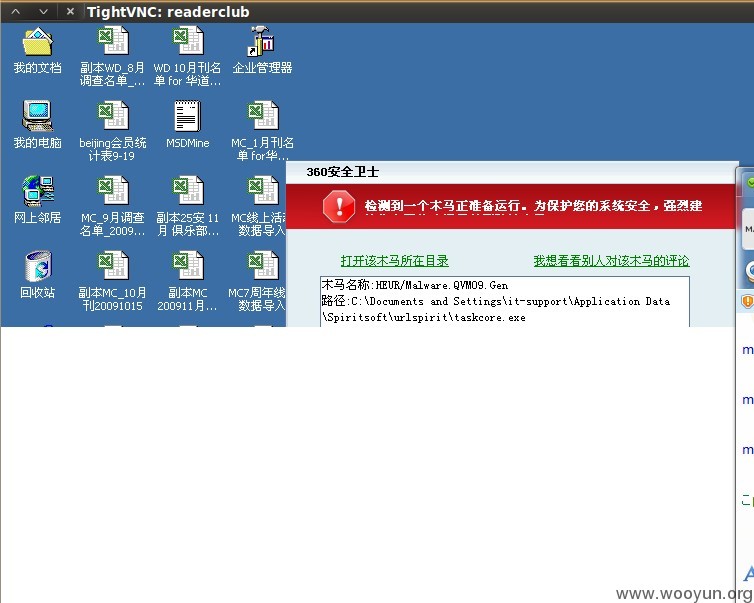 TightVNC: readerclub
我的文档
副本WD_8月
调查名单_...
WD 10月刊名
单 for 华道...
企业管理器
我的电脑
beijing会员统
计表9-19
MSDMine
MC_1月刊名
单 for华...
网上邻居
MC_9月调查
名单_2009...
副本25安 11
月 俱乐部...
MC线上活
数据导入
回收站
副本MC_10月
刊20091015
副本MC
200911月...
MC7周年线
数据导入
360安全卫士
检测到一个木马正准备运行。为保护您的系统安全，强烈建
打开该木马所在目录
我想看看别人对该木马的评论
木马名称:HEUR/Malware.QVM09.Gen
路径:C:\Documents and Settings\it-support\Application Data
\Spiritsoft\urlspirit\taskcore.exe
www.wooyun.org